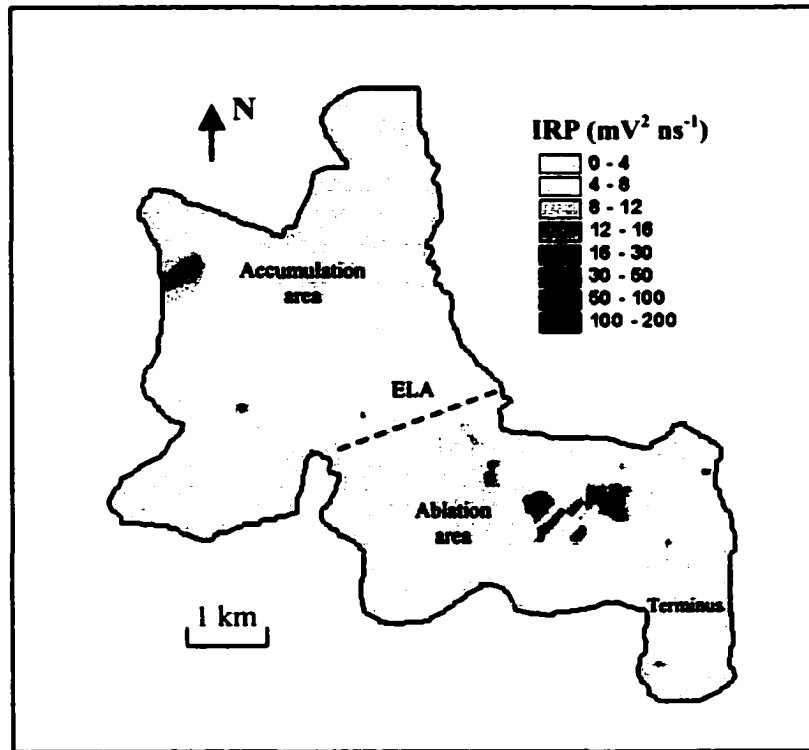 N
IRP (mV² ns⁻¹)
0 - 4
4 - 8
8 - 12
12 - 16
16 - 30
30 - 50
50 - 100
100 - 200
Accumulation
area
ELA
Ablation
area
Terminus
1 km